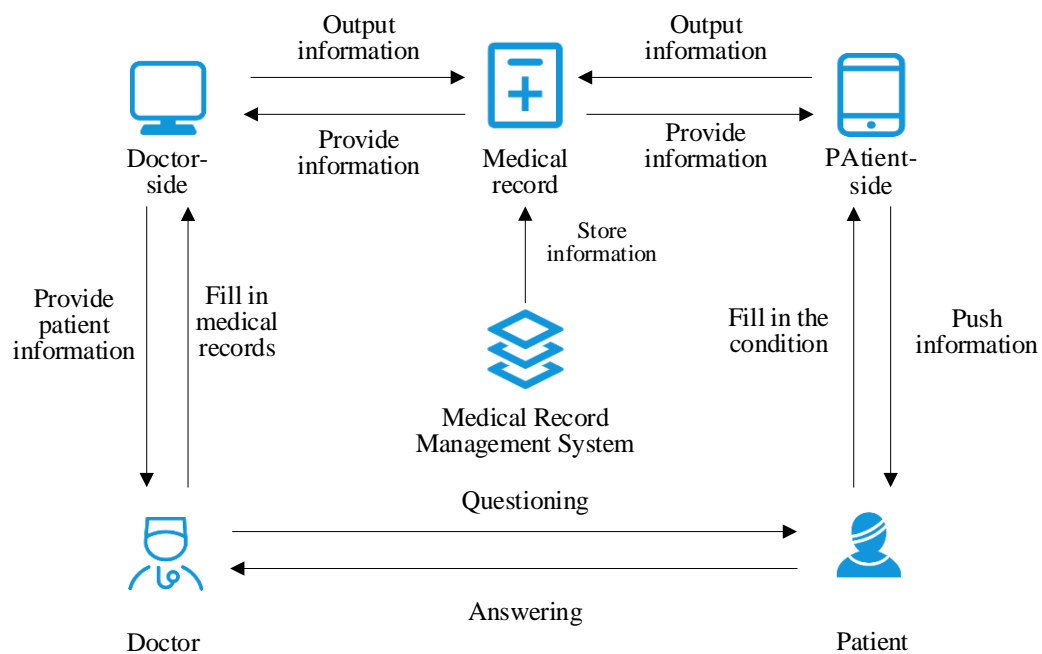 Output
information
Output
information
Provide
information
Provide
information
Doctor-
side
Medical
record
PAtient-
side
Store
information
Provide
patient
information
Fill in
medical
records
Fill in the
condition
Push
information
Medical Record
Management System
Questioning
Answering
Doctor
Patient